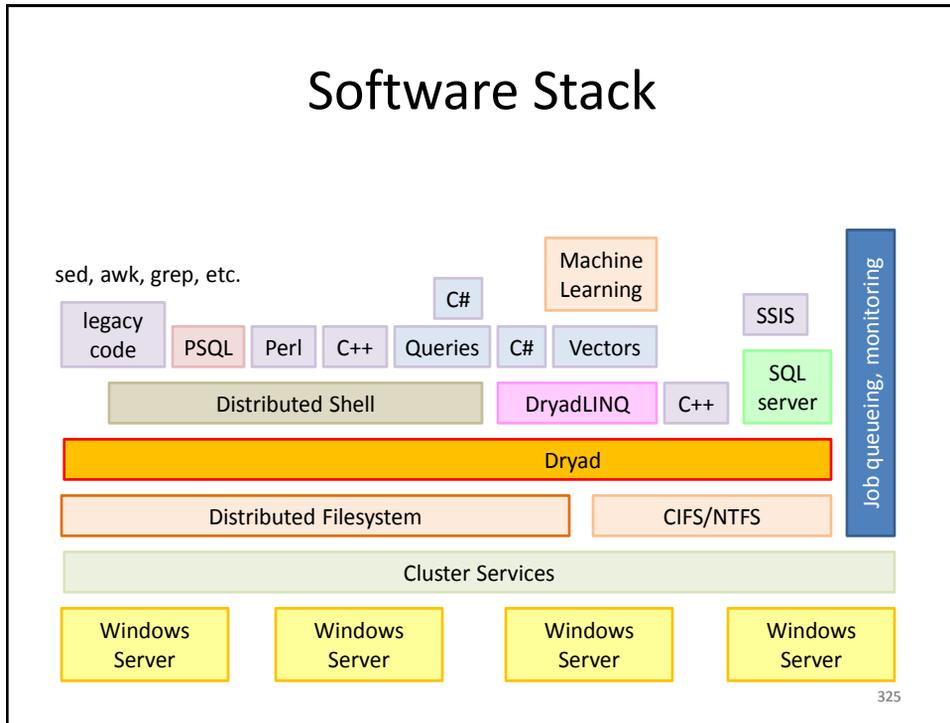 Software Stack
Machine
Learning
sed, awk, grep, etc.
C#
SSIS
legacy
code
PSQL
Perl
C++
Queries
C#
Vectors
SQL
server
Distributed Shell
DryadLINQ
C++
Job queueing, monitoring
Dryad
Distributed Filesystem
CIFS/NTFS
Cluster Services
Windows
Server
Windows
Server
Windows
Server
Windows
Server
325